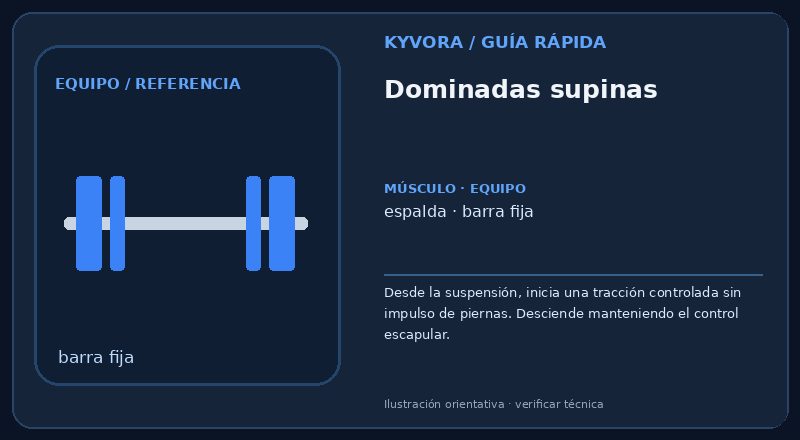 EQUIPO / REFERENCIA
barra fija
KYVORA / GUÍA RÁPIDA
Dominadas supinas
MÚSCULO · EQUIPO
espalda · barra fija
Desde la suspensión, inicia una tracción controlada sin
impulso de piernas. Desciende manteniendo el control
escapular.
Ilustración orientativa · verificar técnica